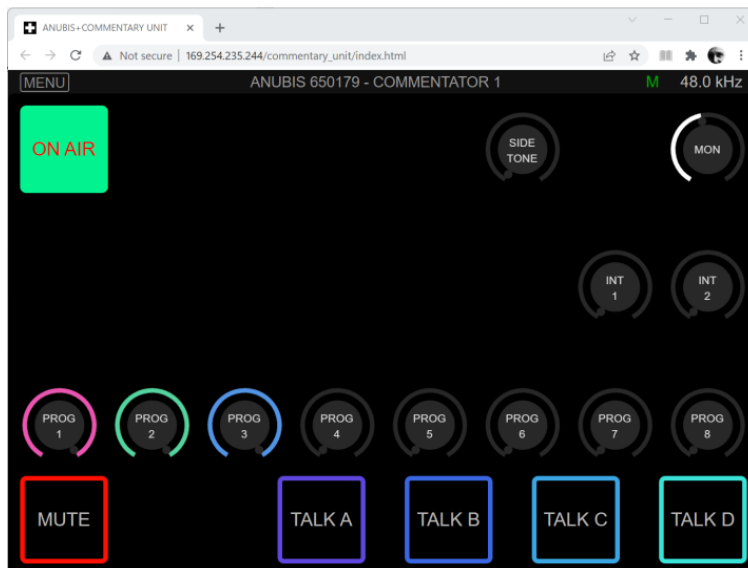 ANUBIS+COMMENTARY UNIT
Not secure | 169.254.235.244/commentary_unit/index.html
MENU ANUBIS 650179 - COMMENTATOR 1 M 48.0 kHz
ON AIR
SIDE
TONE
MON
INT
1
INT
2
PROG
1
PROG
2
PROG
3
PROG
4
PROG
5
PROG
6
PROG
7
PROG
8
MUTE TALK A TALK B TALK C TALK D